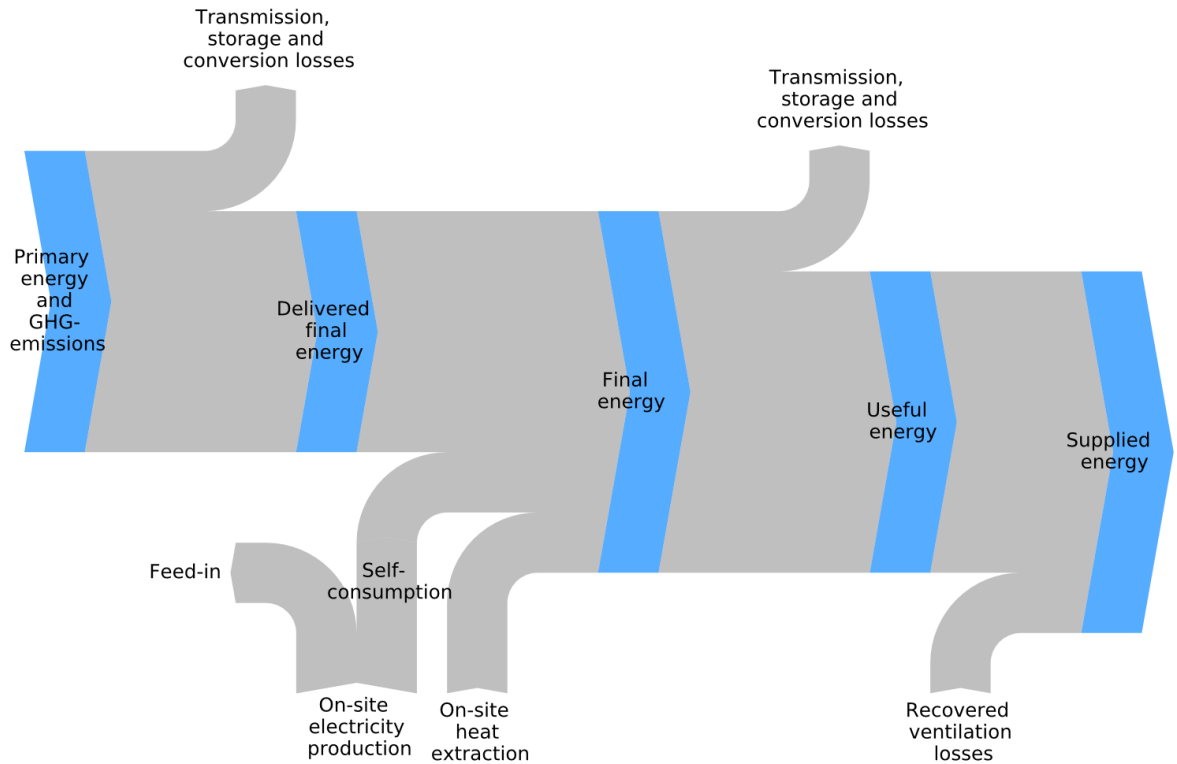 Transmission,
storage and
conversion losses
Transmission,
storage and
conversion losses
Primary
energy
and
GHG-
emissions
Delivered
final
energy
Final
energy
Useful
energy
Supplied
energy
Feed-in
Self-
consumption
On-site
electricity
production
On-site
heat
extraction
Recovered
ventilation
losses